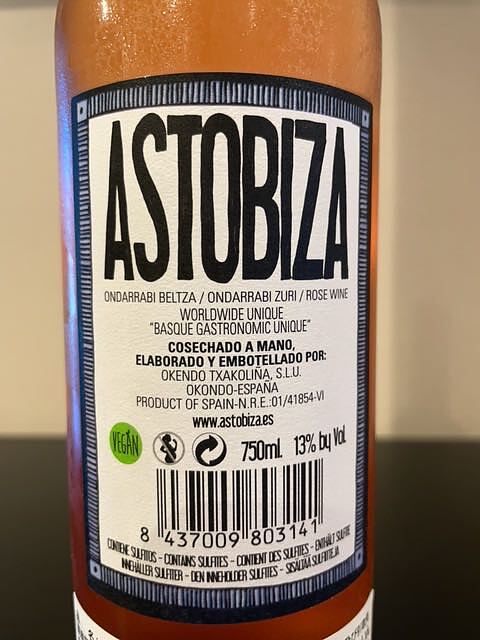 ASTOBIZA
ONDARRABI BELTZA / ONDARRABI ZURI / ROSE WINE
WORLDWIDE UNIQUE
"BASQUE GASTRONOMIC UNIQUE"
COSECHADO A MANO,
ELABORADO Y EMBOTELLADO POR:
OKENDO TXAKOLIÑA, S.L.U.
OKONDO-ESPAÑA
PRODUCT OF SPAIN-N.R.E.:01/41854-VI
www.astobiza.es
VEGAN 750ml. 13% by Vol.
8 437009 803141
CONTIENE SULFITOS - CONTAINS SULFITES - CONTIENT DES SULFITES - ENTHÄLT SULFITE
INNEHÅLLER SULFITER - DEN INNEHOLDER SULFITES - SISÄLTÄÄ SULFIITTEJA